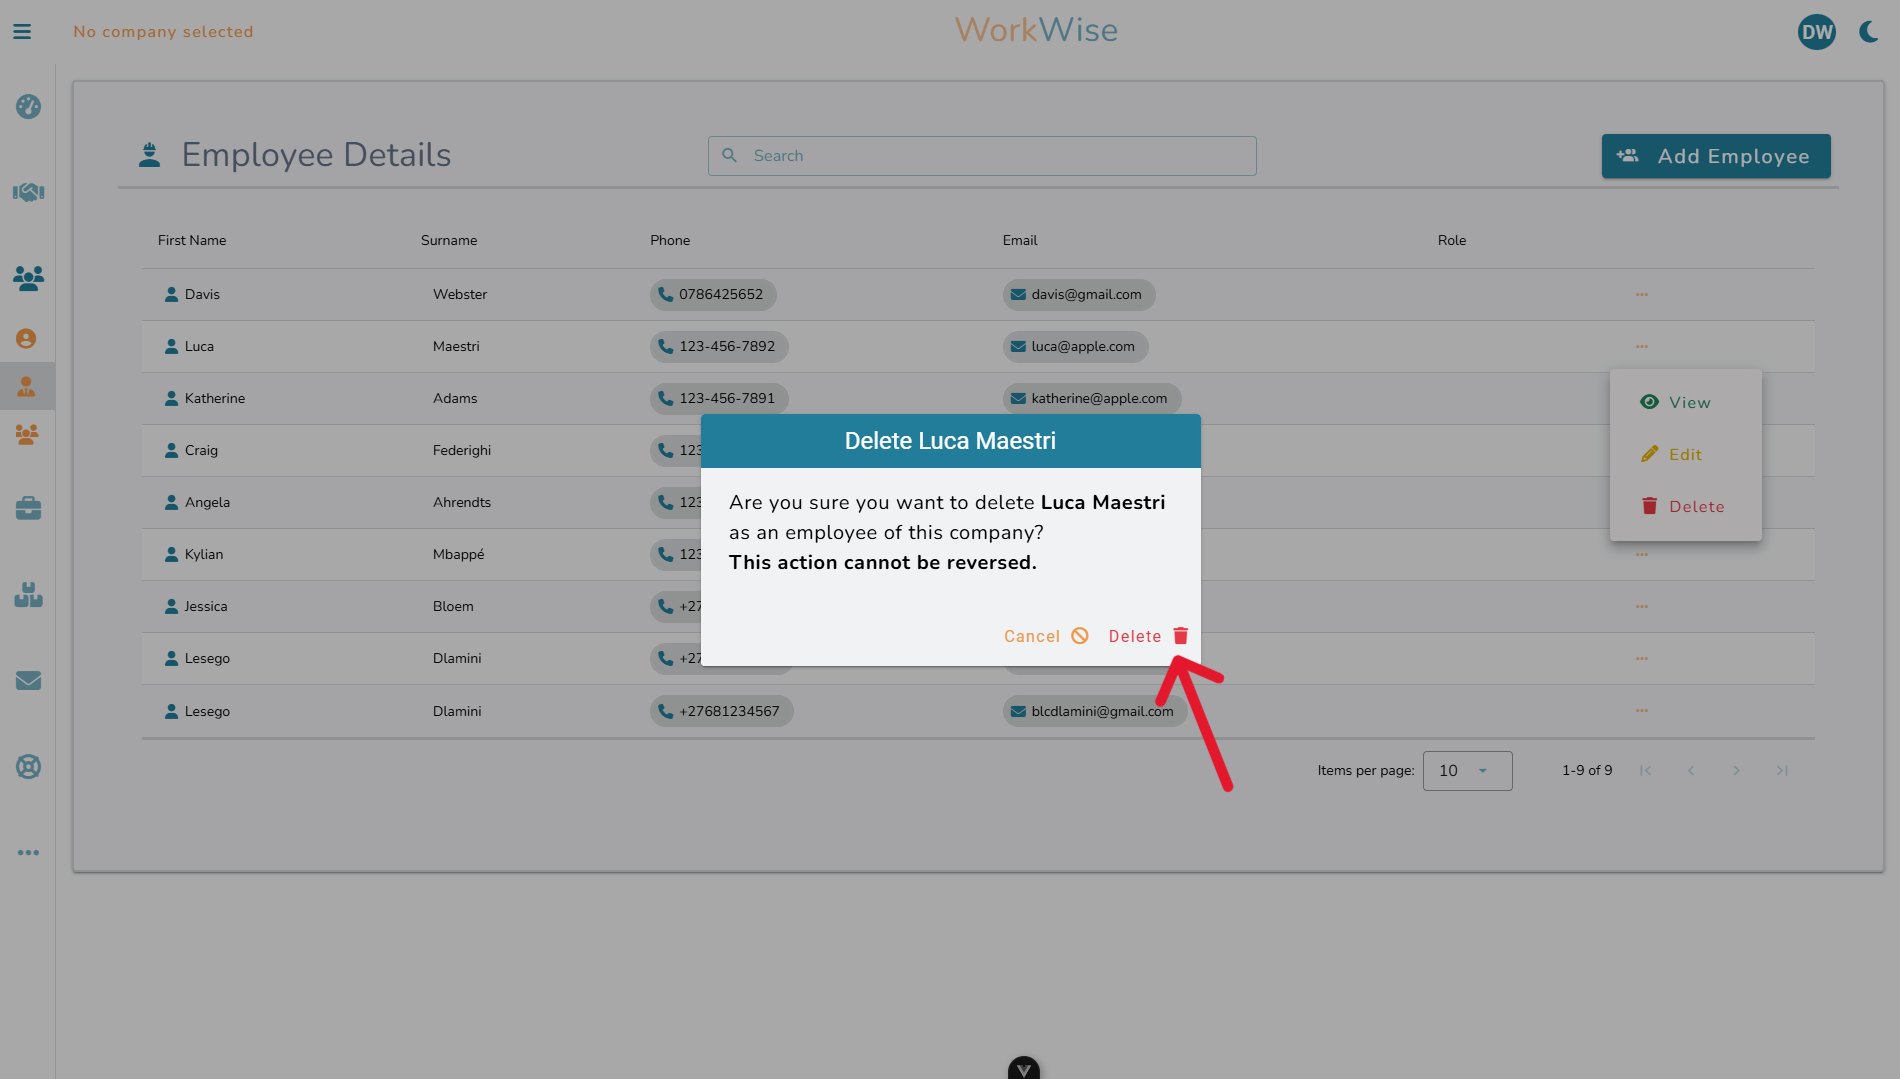 No company selected
WorkWise
DW
Employee Details
Search
Add Employee
First Name Surname Phone Email Role
Davis Webster 0786425652 davis@gmail.com
Luca Maestri 123-456-7892 luca@apple.com
Katherine Adams 123-456-7891 katherine@apple.com
View
Craig Federighi 123
Edit
Angela Ahrendts 123
Delete
Kylian Mbappé 123
Jessica Bloem +27
Lesego Dlamini +27
Lesego Dlamini +27681234567 blcdlamini@gmail.com
Delete Luca Maestri
Are you sure you want to delete Luca Maestri
as an employee of this company?
This action cannot be reversed.
Cancel Delete
Items per page: 10 1-9 of 9